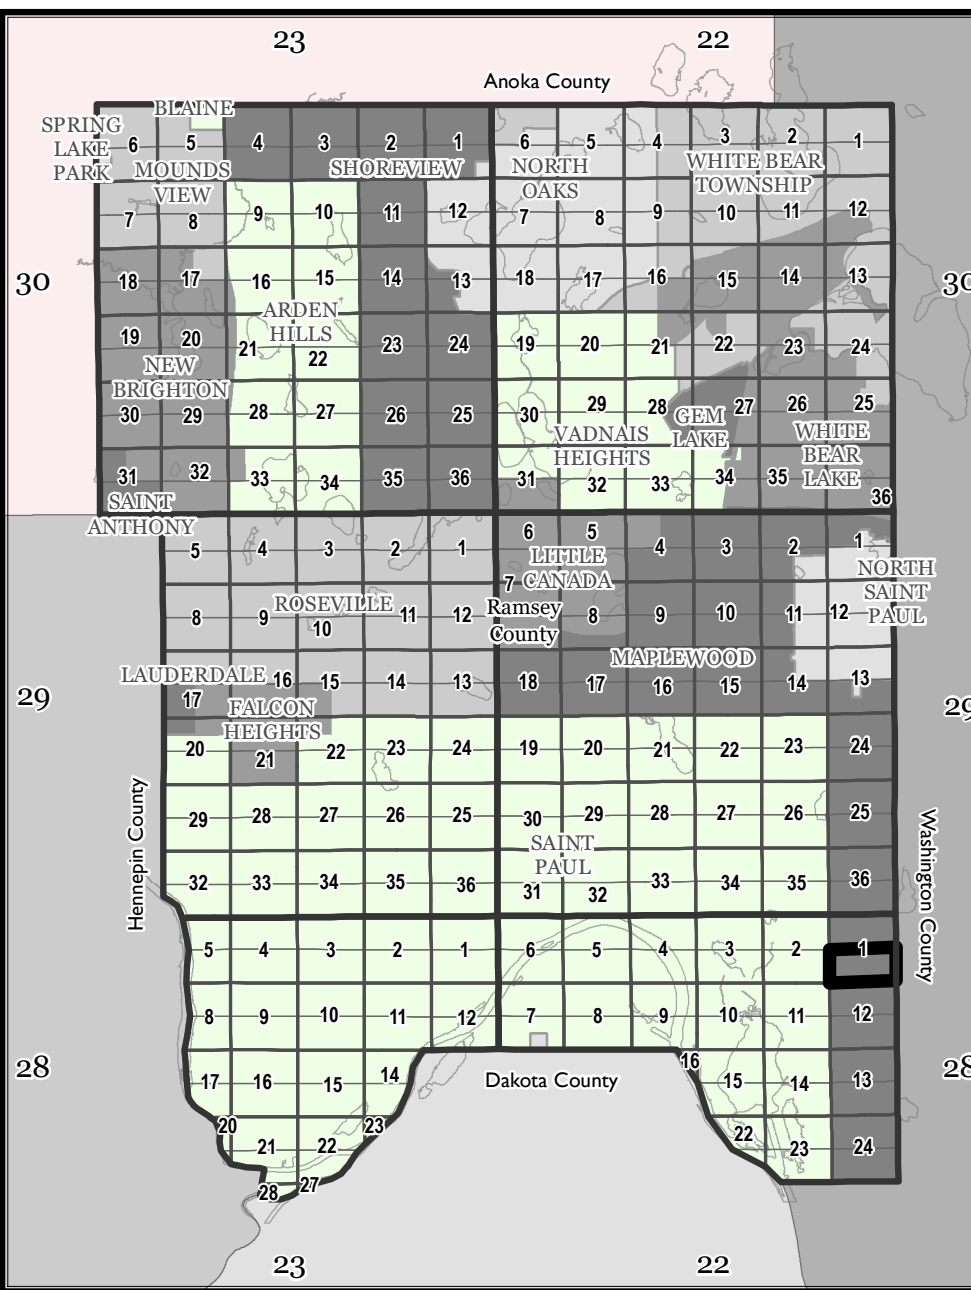 23 22
Anoka County
BLAINE
SPRING
LAKE
PARK
6 5 4 3 2 1 6 5 4 3 2 1
MOUNDS
VIEW
SHOREVIEW
NORTH
OAKS
WHITE BEAR
TOWNSHIP
7 8 9 10 11 12 7 8 9 10 11 12
30 18 17 16 15 14 13 18 17 16 15 14 13 30
ARDEN
HILLS
19 20 21 22 23 24 19 20 21 22 23 24
NEW
BRIGHTON
30 29 28 27 26 25 30 29 28 27 26 25
GEM
LAKE
VADNAIS
HEIGHTS
WHITE
BEAR
LAKE
31 32 33 34 35 36 31 32 33 34 35 36
SAINT
ANTHONY
5 4 3 2 1 6 5 4 3 2 1
LITTLE
CANADA
NORTH
SAINT
PAUL
8 9 10 11 12 7 8 9 10 11 12
ROSEVILLE
Ramsey
County
MAPLEWOOD
LAUDERDALE
29 17 16 15 14 13 18 17 16 15 14 13 29
FALCON
HEIGHTS
20 21 22 23 24 19 20 21 22 23 24
29 28 27 26 25 30 29 28 27 26 25
SAINT
PAUL
32 33 34 35 36 31 32 33 34 35 36
Hennepin County
Washington County
5 4 3 2 1 6 5 4 3 2 1
8 9 10 11 12 7 8 9 10 11 12
28 17 16 15 14 16 15 14 13 28
Dakota County
20 21 22 23 22 23 24
28 27
23 22